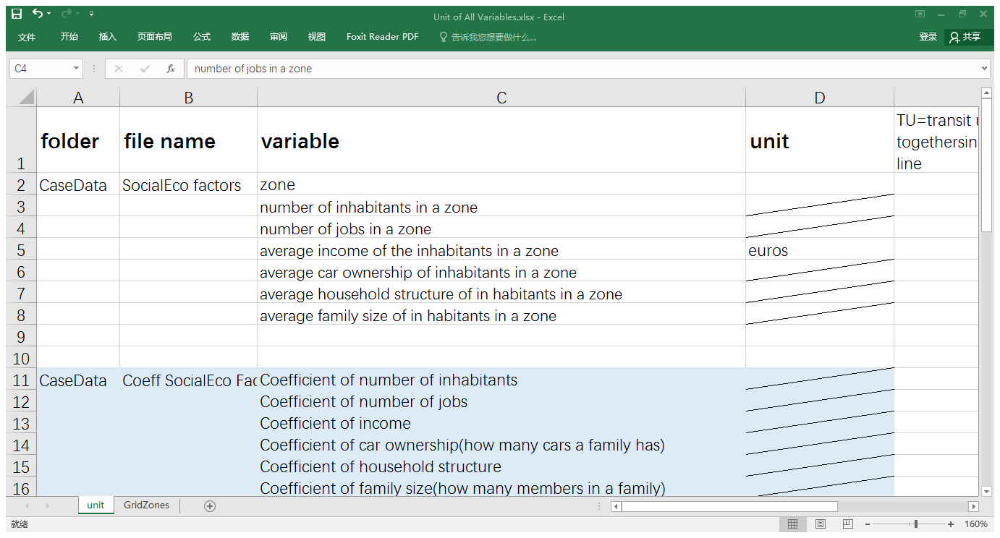 Unit of All Variables.xlsx - Excel
文件 开始 插入 页面布局 公式 数据 审阅 视图 Foxit Reader PDF 告诉我您想要做什么... 登录 共享
C4 fx number of jobs in a zone
A B C D
1 folder file name variable unit
TU=transit u
togethersin
line
2 CaseData SocialEco factors zone
3 number of inhabitants in a zone
4 number of jobs in a zone
5 average income of the inhabitants in a zone euros
6 average car ownership of inhabitants in a zone
7 average household structure of in habitants in a zone
8 average family size of in habitants in a zone
9
10
11 CaseData Coeff SocialEco Fac Coefficient of number of inhabitants
12 Coefficient of number of jobs
13 Coefficient of income
14 Coefficient of car ownership(how many cars a family has)
15 Coefficient of household structure
16 Coefficient of family size(how many members in a family)
unit GridZones
就绪 160%